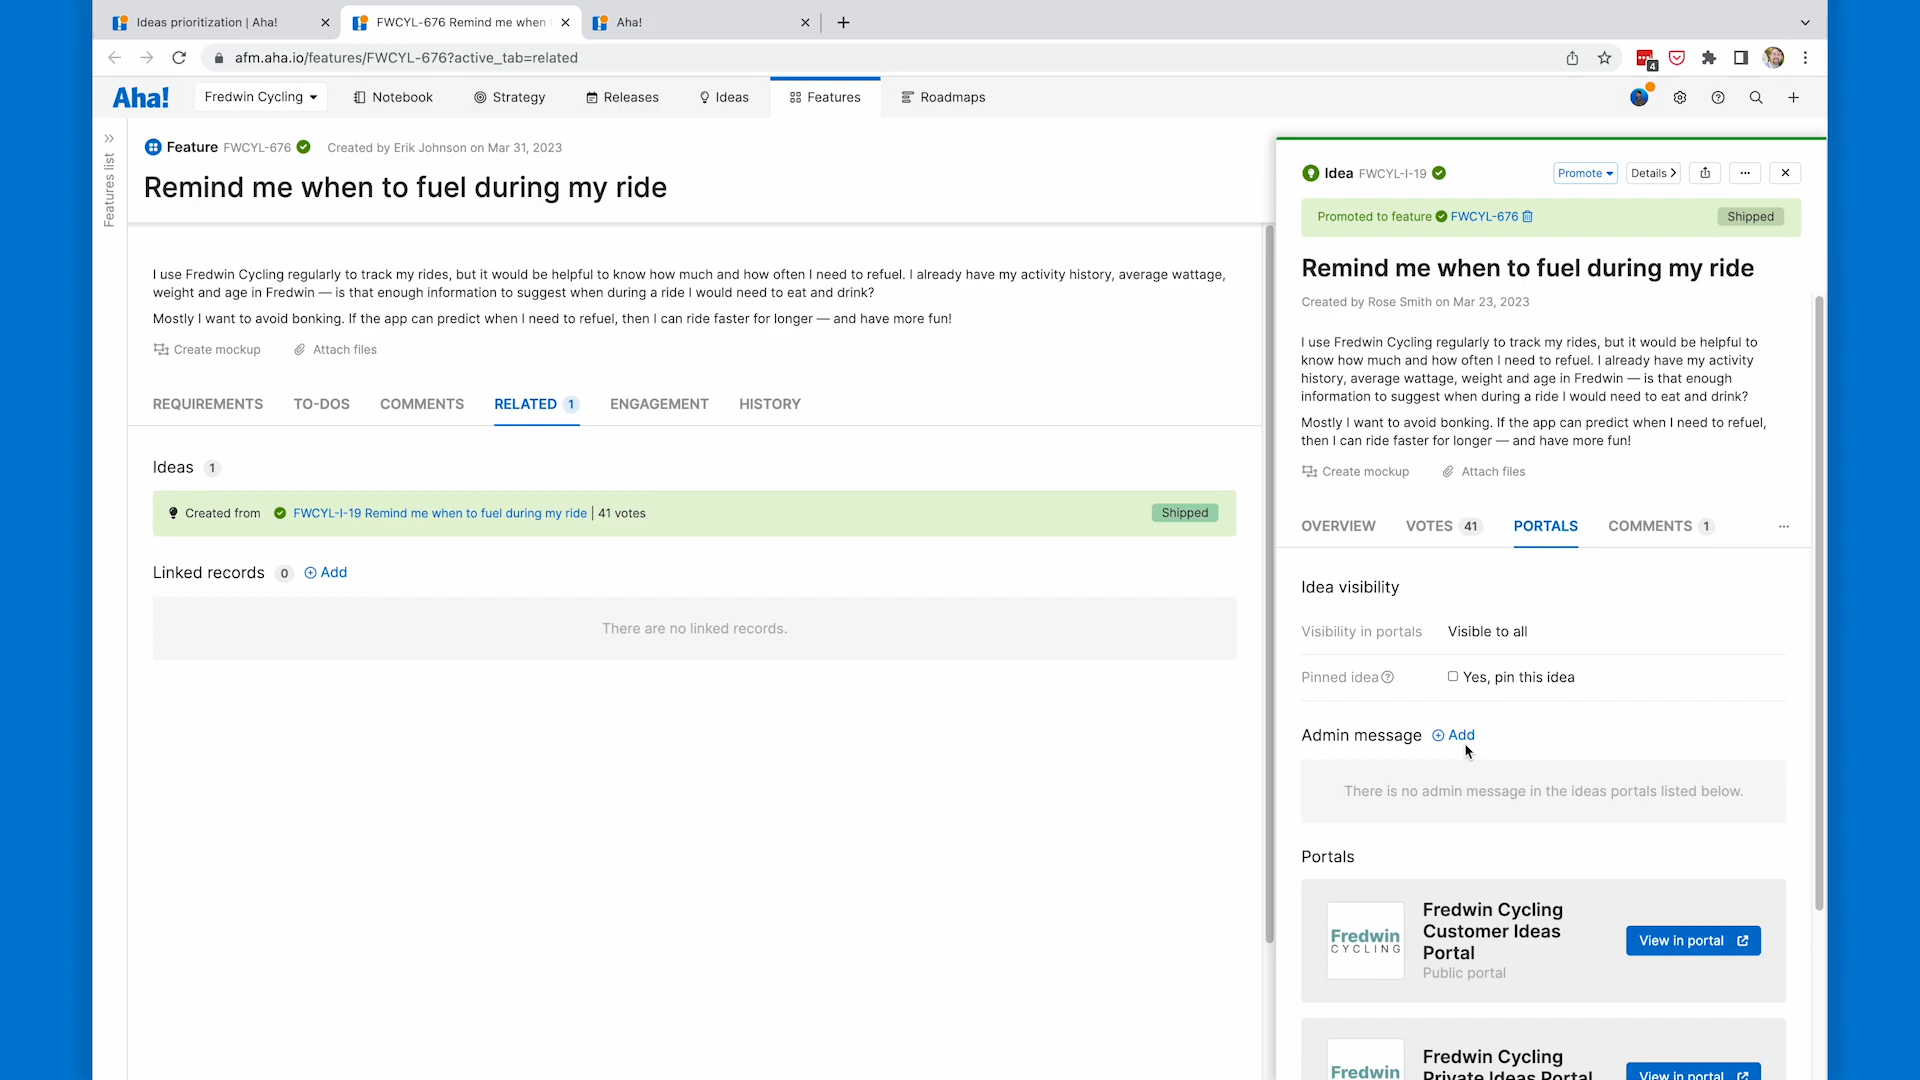 Ideas prioritization | Aha!
FWCYL-676 Remind me when
Aha!
afm.aha.io/features/FWCYL-676?active_tab=related
4
Aha!
Fredwin Cycling
Notebook
Strategy
Releases
Ideas
Features
Roadmaps
Features list
Feature FWCYL-676 Created by Erik Johnson on Mar 31, 2023
Remind me when to fuel during my ride
I use Fredwin Cycling regularly to track my rides, but it would be helpful to know how much and how often I need to refuel. I already have my activity history, average wattage,
weight and age in Fredwin — is that enough information to suggest when during a ride I would need to eat and drink?
Mostly I want to avoid bonking. If the app can predict when I need to refuel, then I can ride faster for longer — and have more fun!
Create mockup Attach files
REQUIREMENTS TO-DOS COMMENTS RELATED 1 ENGAGEMENT HISTORY
Ideas 1
Created from FWCYL-I-19 Remind me when to fuel during my ride | 41 votes Shipped
Linked records 0 Add
There are no linked records.
Idea FWCYL-I-19 Promote Details
Promoted to feature FWCYL-676 Shipped
Remind me when to fuel during my ride
Created by Rose Smith on Mar 23, 2023
I use Fredwin Cycling regularly to track my rides, but it would be helpful to
know how much and how often I need to refuel. I already have my activity
history, average wattage, weight and age in Fredwin — is that enough
information to suggest when during a ride I would need to eat and drink?
Mostly I want to avoid bonking. If the app can predict when I need to refuel,
then I can ride faster for longer — and have more fun!
Create mockup Attach files
OVERVIEW VOTES 41 PORTALS COMMENTS 1
Idea visibility
Visibility in portals Visible to all
Pinned idea Yes, pin this idea
Admin message Add
There is no admin message in the ideas portals listed below.
Portals
Fredwin
CYCLING
Fredwin Cycling
Customer Ideas
Portal
Public portal
View in portal
Fredwin
Fredwin Cycling
Private Ideas Portal
View in portal